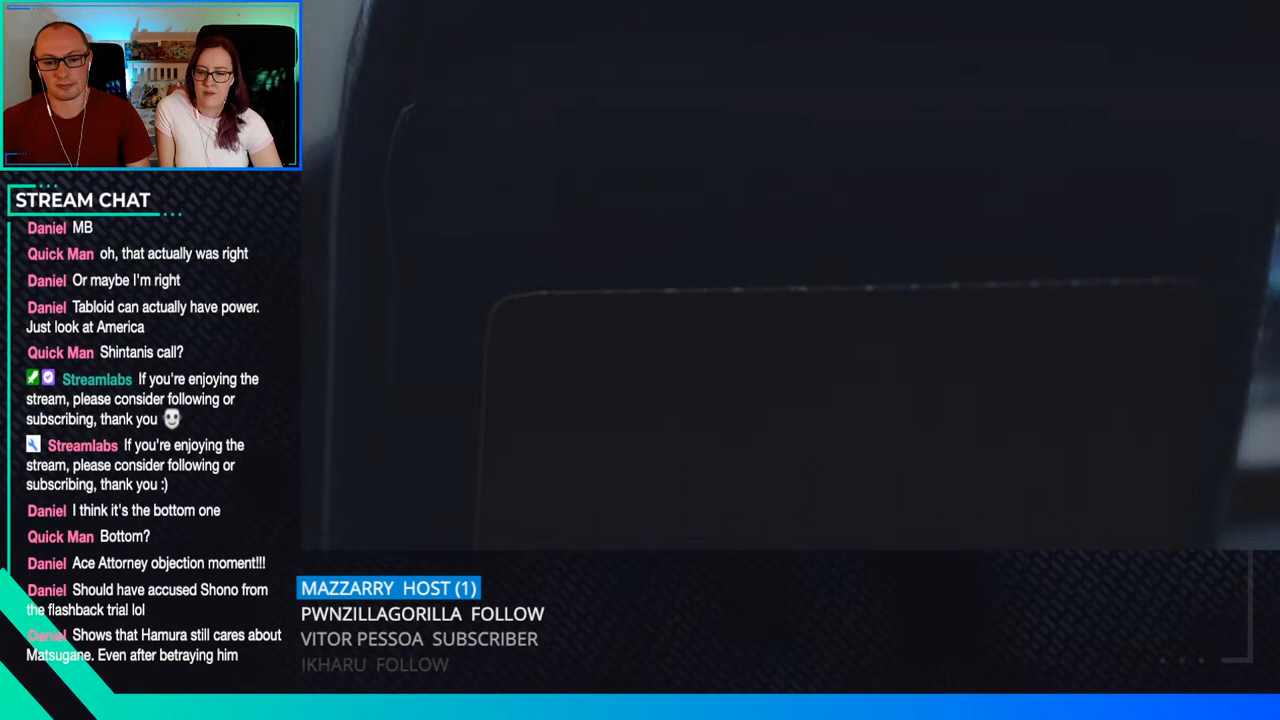 STREAM CHAT
Daniel MB
Quick Man oh, that actually was right
Daniel Or maybe I'm right
Daniel Tabloid can actually have power.
Just look at America
Quick Man Shintanis call?
Streamlabs If you're enjoying the
stream, please consider following or
subscribing, thank you
Streamlabs If you're enjoying the
stream, please consider following or
subscribing, thank you :)
Daniel I think it's the bottom one
Quick Man Bottom?
Daniel Ace Attorney objection moment!!!
Daniel Should have accused Shono from
the flashback trial lol
Daniel Shows that Hamura still cares about
Matsugane. Even after betraying him
MAZZARRY HOST (1)
PWNZILLAGORILLA FOLLOW
VITOR PESSOA SUBSCRIBER
IKHARU FOLLOW